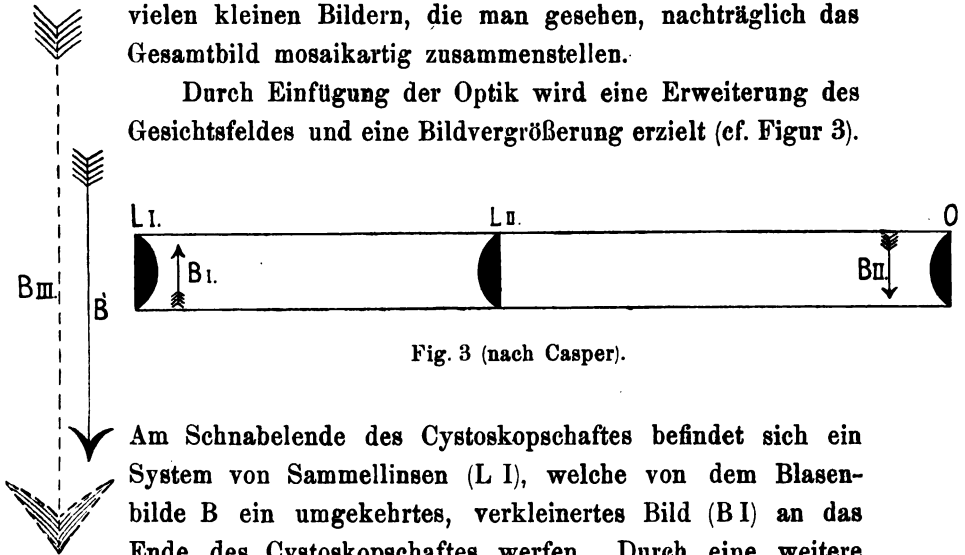 vielen kleinen Bildern, die man gesehen, nachträglich das
Gesamtbild mosaikartig zusammenstellen.
Durch Einfügung der Optik wird eine Erweiterung des
Gesichtsfeldes und eine Bildvergrößerung erzielt (cf. Figur 3).
L I. L II. O
B III. B B I. B II.
Fig. 3 (nach Casper).
Am Schnabelende des Cystoskopschaftes befindet sich ein
System von Sammellinsen (L I), welche von dem Blasen-
bilde B ein umgekehrtes, verkleinertes Bild (B I) an das
Ende des Cystoskopschaftes werfen. Durch eine weitere